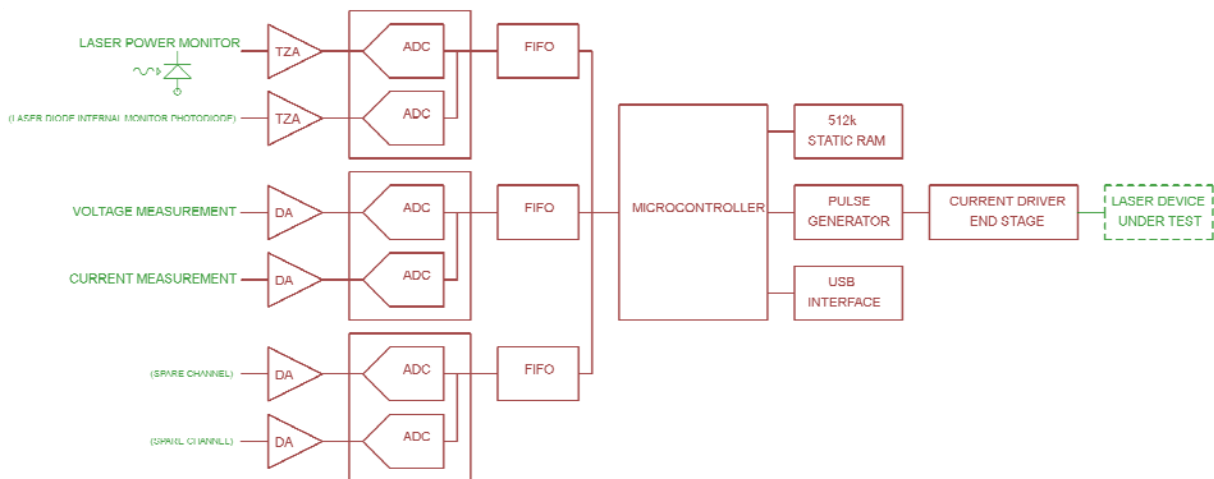 LASER POWER MONITOR
TZA
ADC
FIFO
(LASER DIODE INTERNAL MONITOR PHOTODIODE)
TZA
ADC
512k
STATIC RAM
VOLTAGE MEASUREMENT
DA
ADC
FIFO
MICROCONTROLLER
PULSE
GENERATOR
CURRENT DRIVER
END STAGE
LASER DEVICE
UNDER TEST
CURRENT MEASUREMENT
DA
ADC
USB
INTERFACE
(SPARE CHANNEL)
DA
ADC
FIFO
(SPARE CHANNEL)
DA
ADC